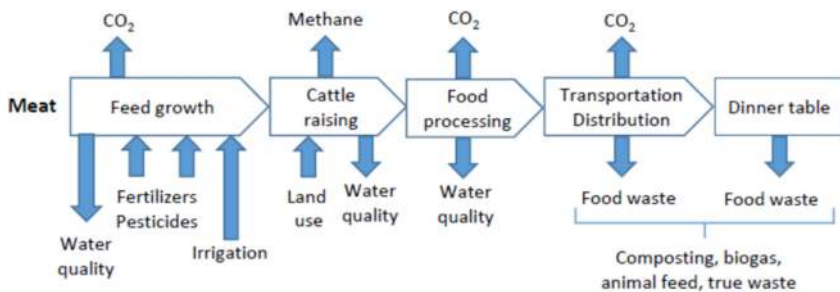 CO₂
Methane
CO₂
CO₂
Meat
Feed growth
Cattle
raising
Food
processing
Transportation
Distribution
Dinner table
Water
quality
Fertilizers
Pesticides
Irrigation
Land
use
Water
quality
Water
quality
Food waste
Food waste
Composting, biogas,
animal feed, true waste